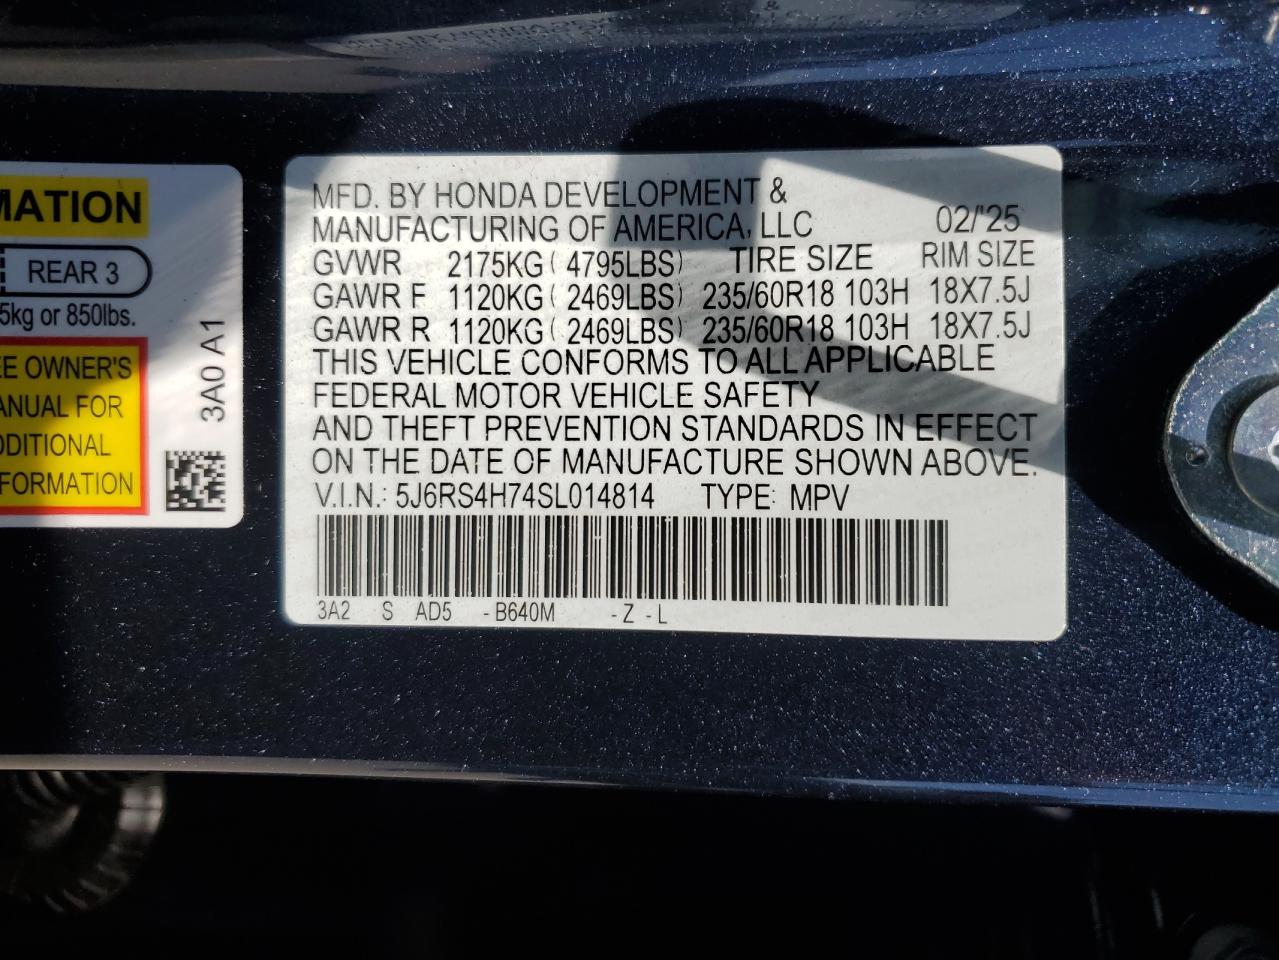 MATION
REAR 3
5kg or 850lbs.
EE OWNER'S
ANUAL FOR
DDITIONAL
FORMATION
3A0 A1
MFD. BY HONDA DEVELOPMENT &
MANUFACTURING OF AMERICA, LLC 02/'25
GVWR 2175KG( 4795LBS) TIRE SIZE RIM SIZE
GAWR F 1120KG( 2469LBS) 235/60R18 103H 18X7.5J
GAWR R 1120KG( 2469LBS) 235/60R18 103H 18X7.5J
THIS VEHICLE CONFORMS TO ALL APPLICABLE
FEDERAL MOTOR VEHICLE SAFETY
AND THEFT PREVENTION STANDARDS IN EFFECT
ON THE DATE OF MANUFACTURE SHOWN ABOVE.
V.I.N.: 5J6RS4H74SL014814 TYPE: MPV
3A2 S AD5 -B640M -Z -L